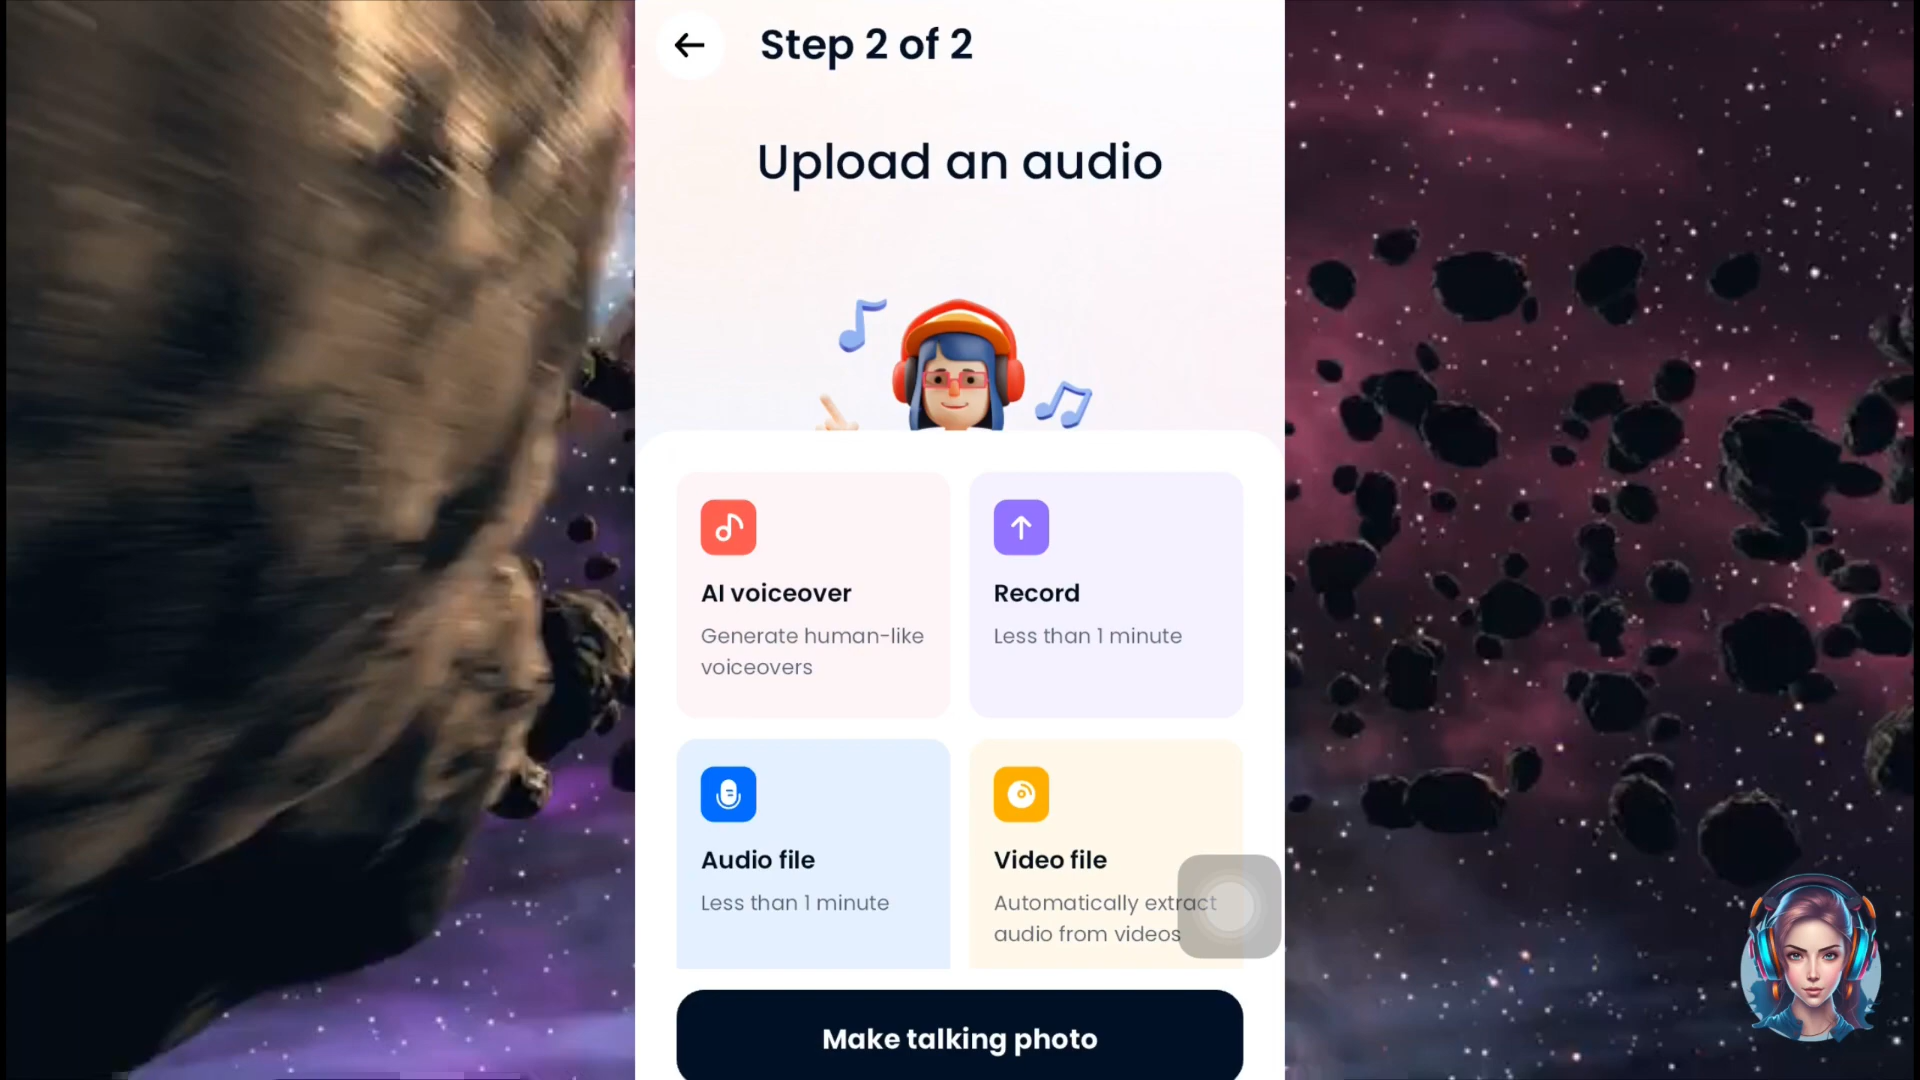 Step 2 of 2
Upload an audio
AI voiceover
Generate human-like
voiceovers
Record
Less than 1 minute
Audio file
Less than 1 minute
Video file
Automatically extract
audio from videos
Make talking photo